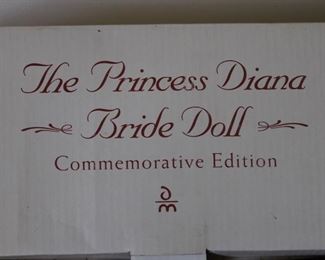 The Princess Diana
Bride Doll
Commemorative Edition
d
m